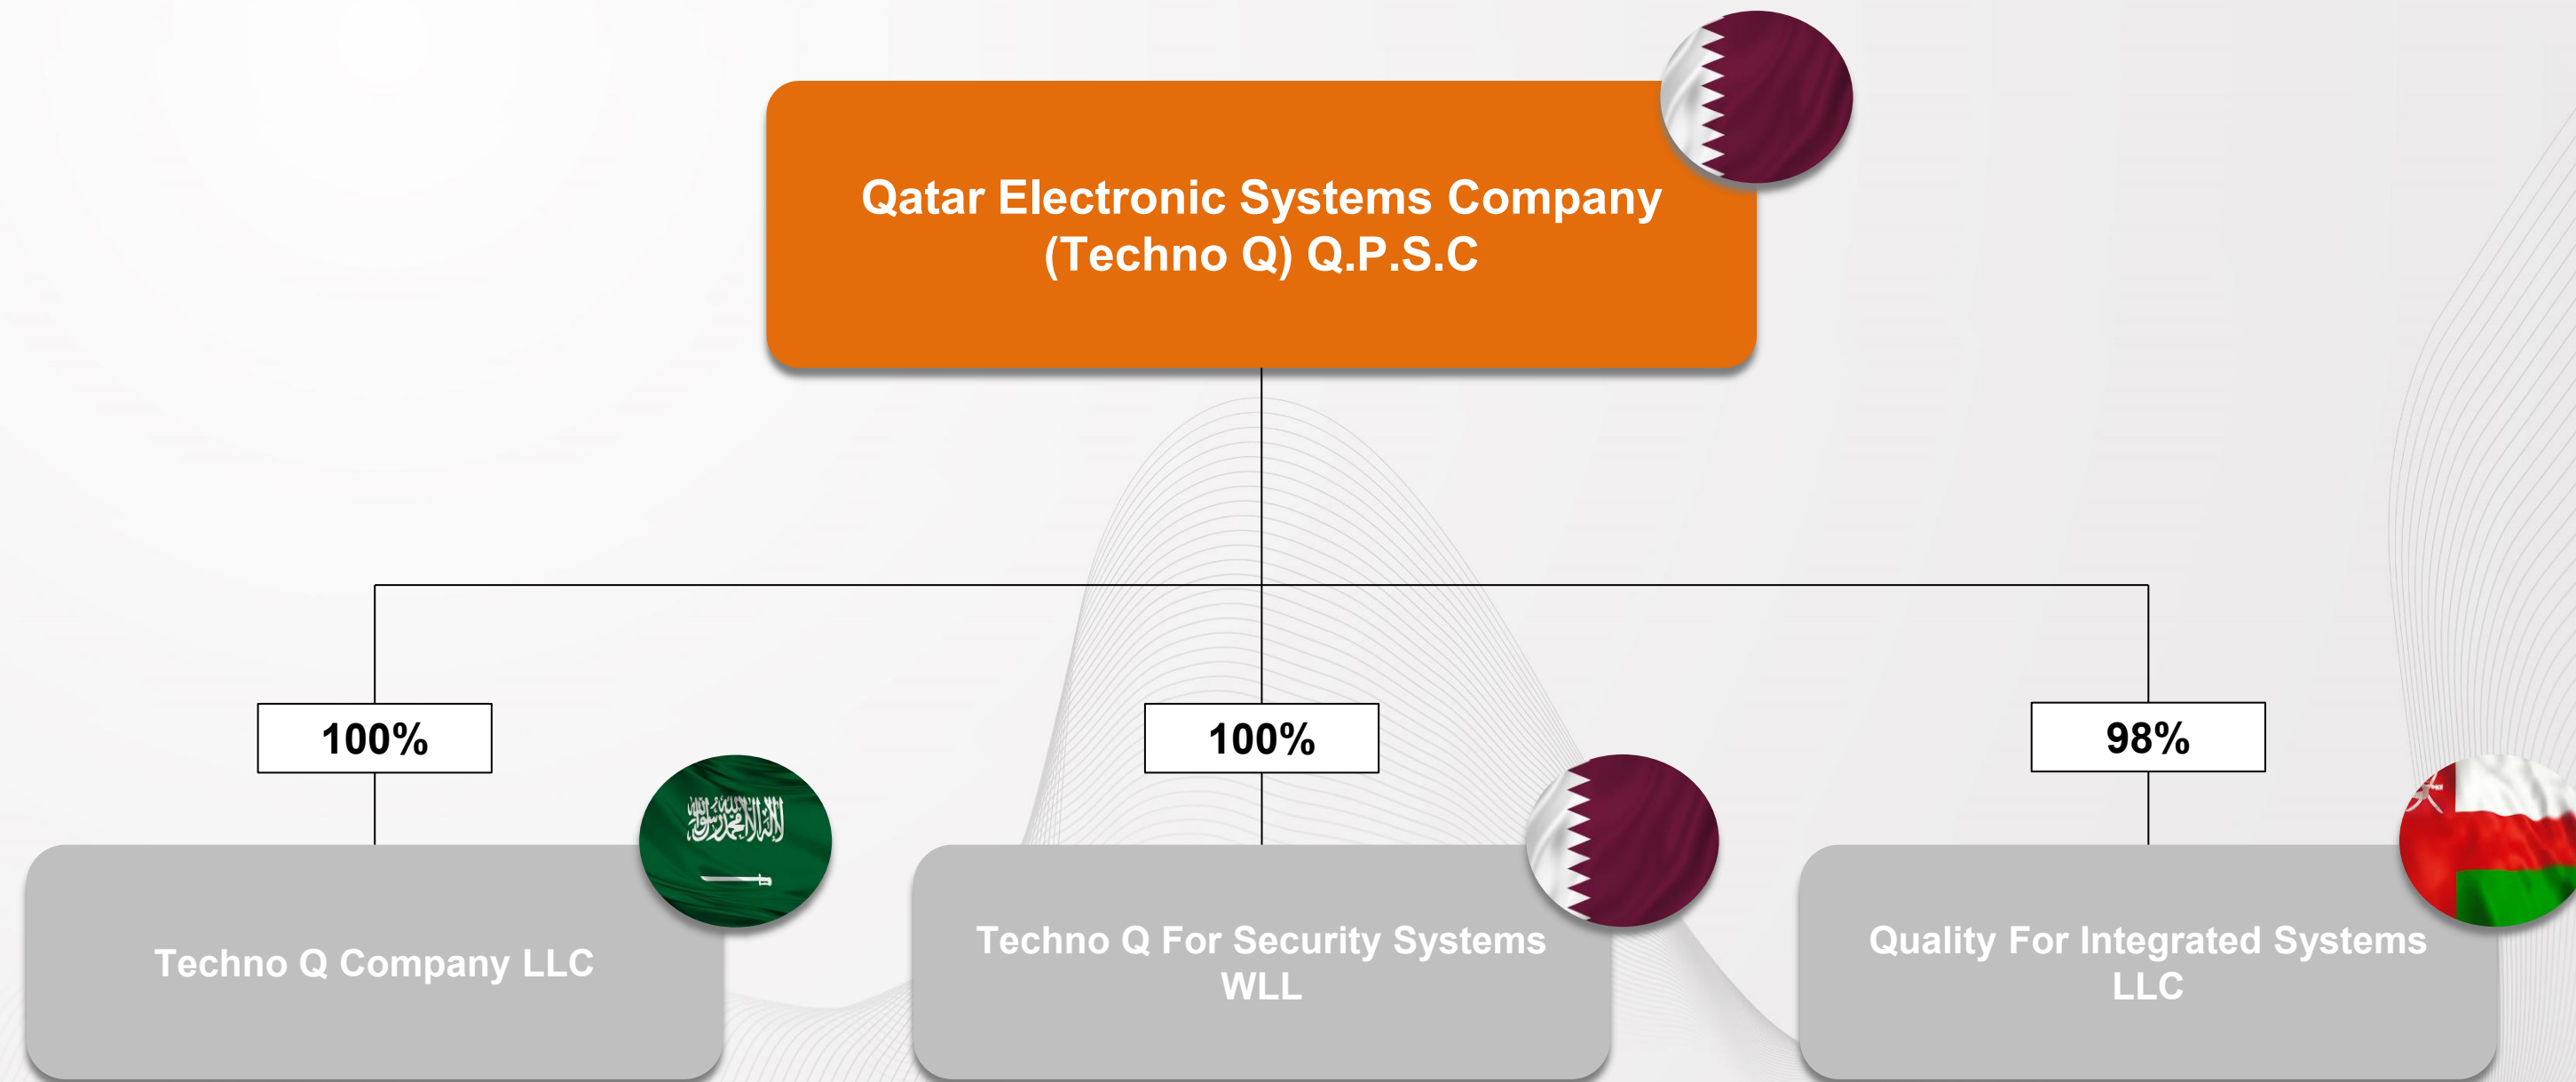 Qatar Electronic Systems Company
(Techno Q) Q.P.S.C
100%
100%
98%
Techno Q Company LLC
Techno Q For Security Systems
WLL
Quality For Integrated Systems
LLC